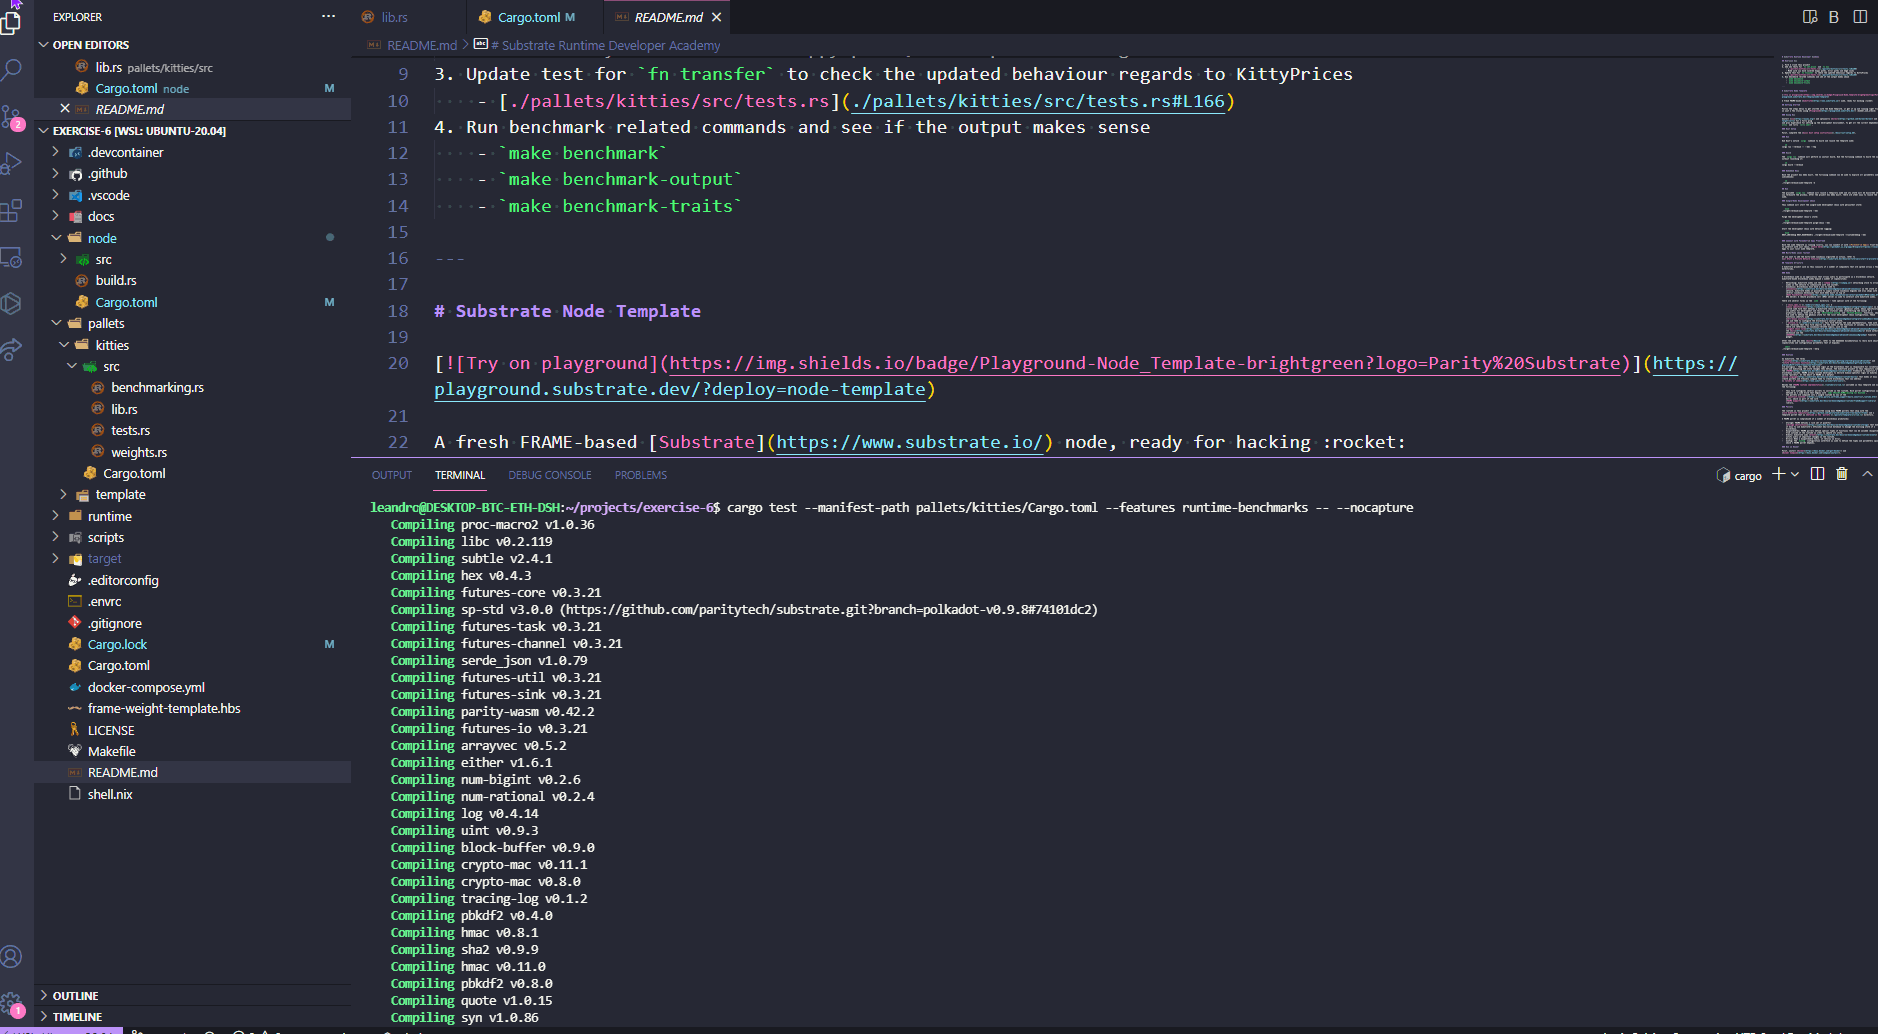 EXPLORER
OPEN EDITORS
lib.rs pallets/kitties/src
Cargo.toml node M
README.md
EXERCISE-6 [WSL: UBUNTU-20.04]
.devcontainer
.github
.vscode
docs
node
src
build.rs
Cargo.toml M
pallets
kitties
src
benchmarking.rs
lib.rs
tests.rs
weights.rs
Cargo.toml
template
runtime
scripts
target
.editorconfig
.envrc
.gitignore
Cargo.lock M
Cargo.toml
docker-compose.yml
frame-weight-template.hbs
LICENSE
Makefile
README.md
shell.nix
OUTLINE
TIMELINE
2
1
lib.rs Cargo.toml M README.md
README.md > # Substrate Runtime Developer Academy
9 3. Update test for `fn transfer` to check the updated behaviour regards to KittyPrices
10 - [./pallets/kitties/src/tests.rs](./pallets/kitties/src/tests.rs#L166)
11 4. Run benchmark related commands and see if the output makes sense
12 - `make benchmark`
13 - `make benchmark-output`
14 - `make benchmark-traits`
15
16 ---
17
18 # Substrate Node Template
19
20 [![Try on playground](https://img.shields.io/badge/Playground-Node_Template-brightgreen?logo=Parity%20Substrate)](https://
playground.substrate.dev/?deploy=node-template)
21
22 A fresh FRAME-based [Substrate](https://www.substrate.io/) node, ready for hacking :rocket:
OUTPUT TERMINAL DEBUG CONSOLE PROBLEMS
cargo
leandro@DESKTOP-BTC-ETH-DSH:~/projects/exercise-6$ cargo test --manifest-path pallets/kitties/Cargo.toml --features runtime-benchmarks -- --nocapture
Compiling proc-macro2 v1.0.36
Compiling libc v0.2.119
Compiling subtle v2.4.1
Compiling hex v0.4.3
Compiling futures-core v0.3.21
Compiling sp-std v3.0.0 (https://github.com/paritytech/substrate.git?branch=polkadot-v0.9.8#74101dc2)
Compiling futures-task v0.3.21
Compiling futures-channel v0.3.21
Compiling serde_json v1.0.79
Compiling futures-util v0.3.21
Compiling futures-sink v0.3.21
Compiling parity-wasm v0.42.2
Compiling futures-io v0.3.21
Compiling arrayvec v0.5.2
Compiling either v1.6.1
Compiling num-bigint v0.2.6
Compiling num-rational v0.2.4
Compiling log v0.4.14
Compiling uint v0.9.3
Compiling block-buffer v0.9.0
Compiling crypto-mac v0.11.1
Compiling crypto-mac v0.8.0
Compiling tracing-log v0.1.2
Compiling pbkdf2 v0.4.0
Compiling hmac v0.8.1
Compiling sha2 v0.9.9
Compiling hmac v0.11.0
Compiling pbkdf2 v0.8.0
Compiling quote v1.0.15
Compiling syn v1.0.86